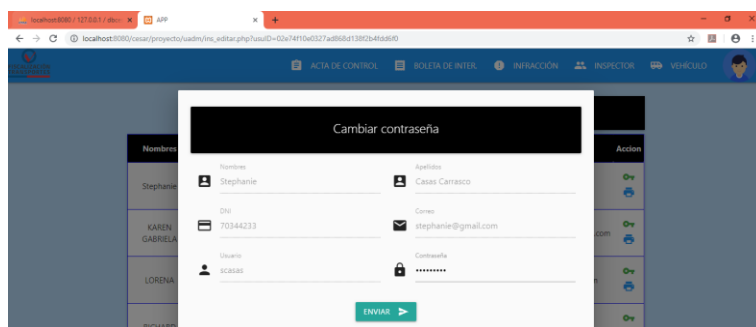 localhost:8080 / 127.0.0.1 /
APP
localhost:8080/cesar/proyecto/uadm/ins_editar.php?usuID=02e74f10e0327ad868d138f2b4fdd6f0
ACTA DE CONTROL
BOLETA DE INTER.
INFRACCIÓN
INSPECTOR
VEHÍCULO
Cambiar contraseña
Nombres
Accion
Nombres
Stephanie
Apellidos
Casas Carrasco
Stephanie
DNI
70344233
Correo
stephanie@gmail.com
KAREN
GABRIELA
.com
Usuario
scasas
Contraseña
•••••••••
LORENA
ENVIAR
RICHARD